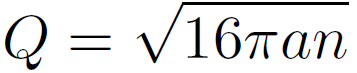 Q = √16πan